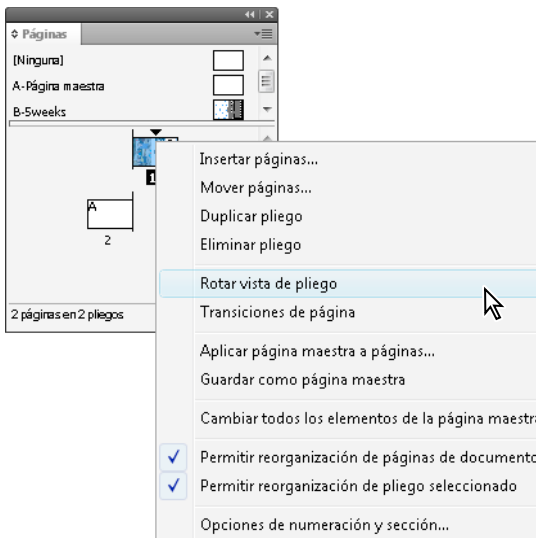 Páginas
[Ninguna]
A-Página maestra
B-5weeks
1
A
2
2 páginas en 2 pliegos
Insertar páginas...
Mover páginas...
Duplicar pliego
Eliminar pliego
Rotar vista de pliego
Transiciones de página
Aplicar página maestra a páginas...
Guardar como página maestra
Cambiar todos los elementos de la página maestr
Permitir reorganización de páginas de documento
Permitir reorganización de pliego seleccionado
Opciones de numeración y sección...